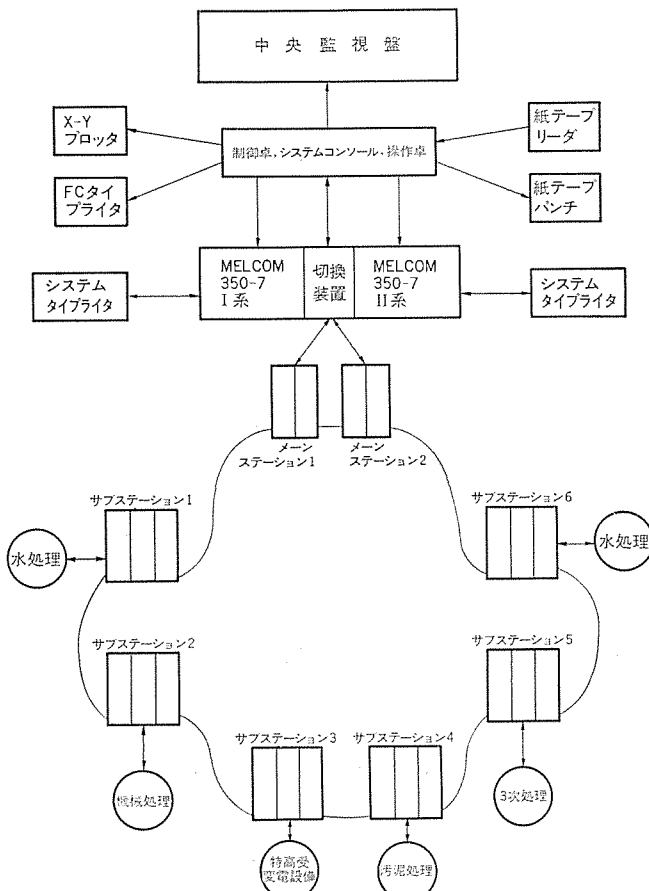 中央監視盤
X-Y
プロッタ
紙テープ
リーダ
制御卓,システムコンソール、操作卓
FCタイ
プライタ
紙テープ
パンチ
MELCOM
350-7
I系
切換
装置
MELCOM
350-7
II系
システム
タイプライタ
システム
タイプライタ
メーン
ステーション1
メーン
ステーション2
サブステーション1
サブステーション6
水処理
水処理
サブステーション2
サブステーション5
サブステーション3
サブステーション4
機械処理
3次処理
特高受
変電設備
汚泥処理